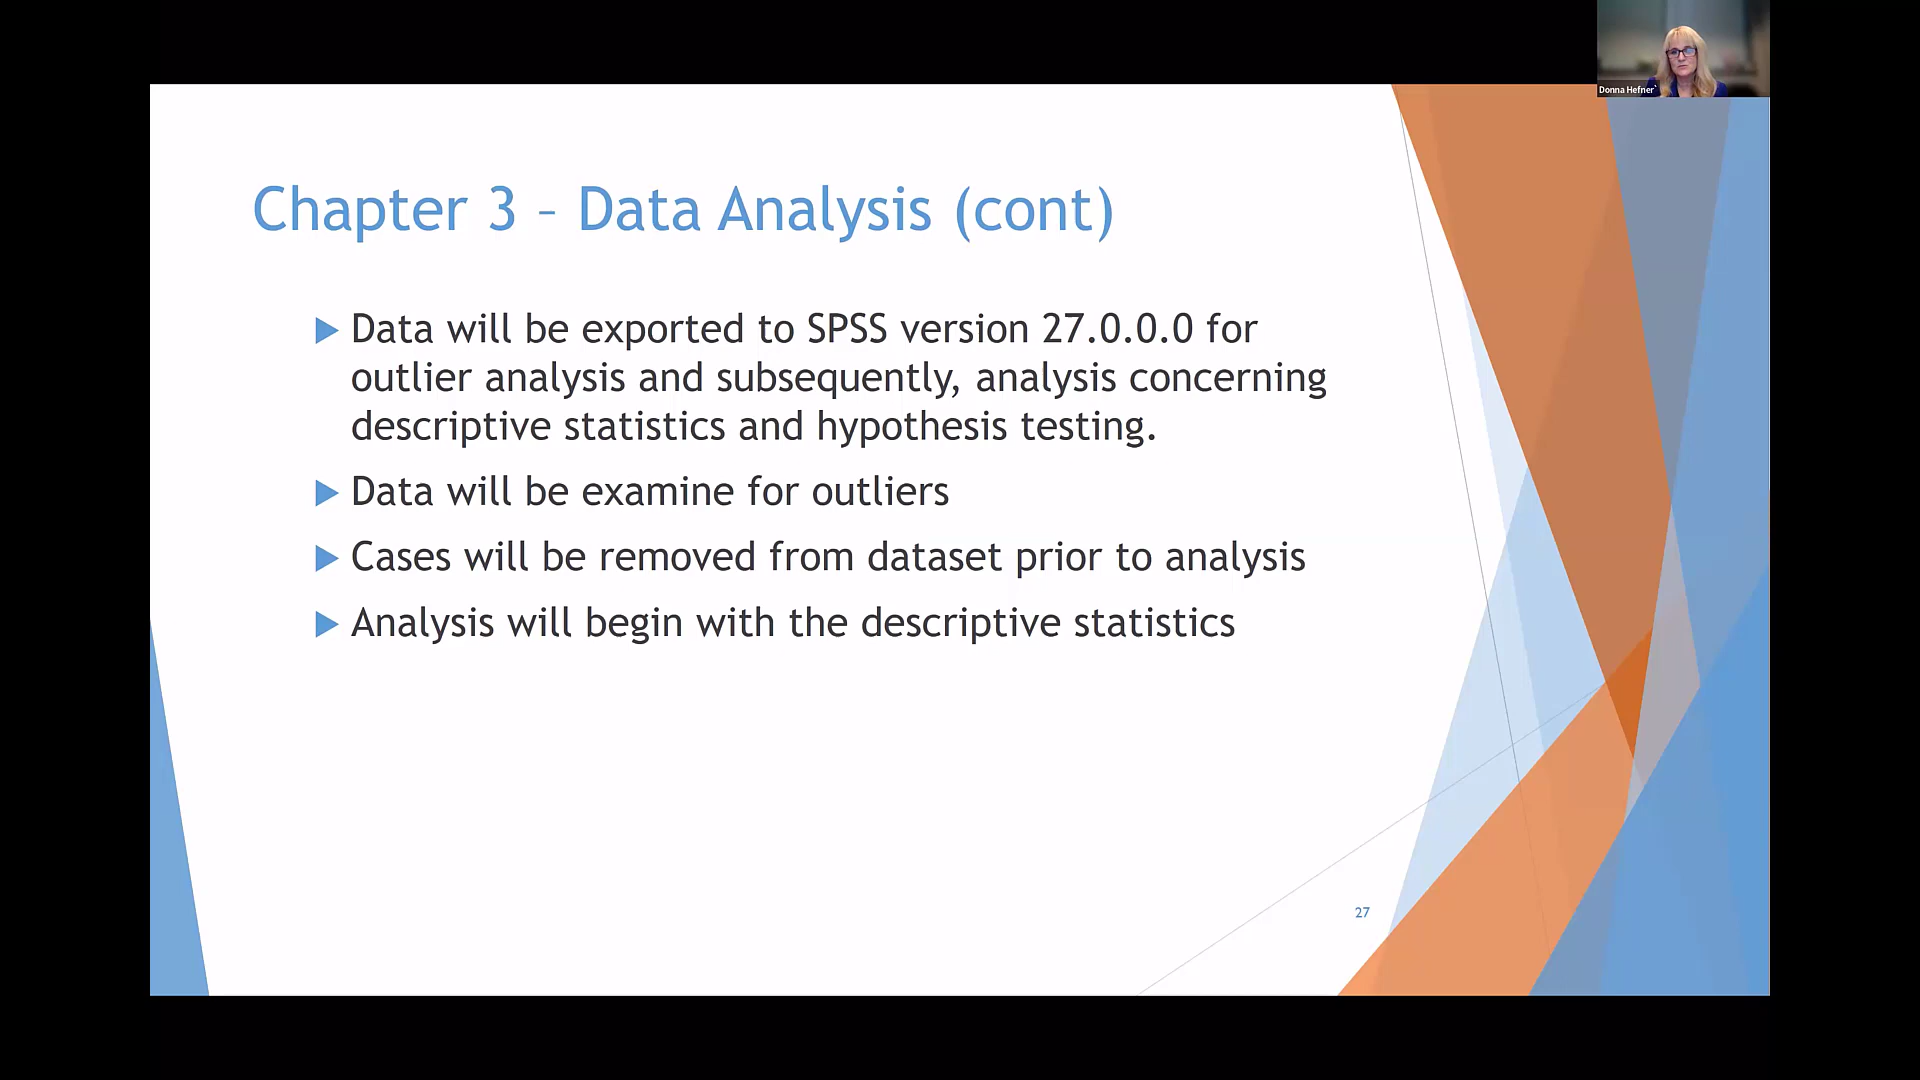 Donna Hefner
Chapter 3 – Data Analysis (cont)
Data will be exported to SPSS version 27.0.0.0 for
outlier analysis and subsequently, analysis concerning
descriptive statistics and hypothesis testing.
Data will be examine for outliers
Cases will be removed from dataset prior to analysis
Analysis will begin with the descriptive statistics
27